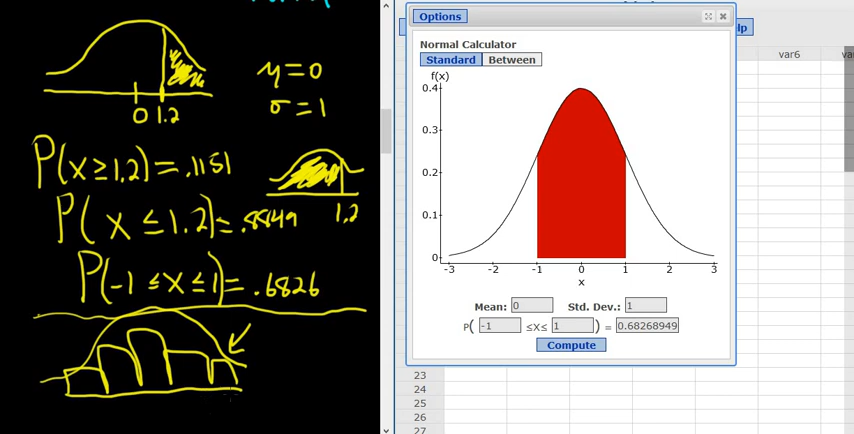 0 1.2
μ=0
σ=1
P(x≥1.2)=.1151
1.2
P(x≤1.2)=.8849
P(-1≤x≤1)=.6826
Options
Normal Calculator
Standard Between
f(x)
0.4
0.3
0.2
0.1
0
-3 -2 -1 0 1 2 3
x
Mean: 0 Std. Dev.: 1
P( -1 ≤X≤ 1 ) = 0.68268949
Compute
var6
23
24
25
26
27